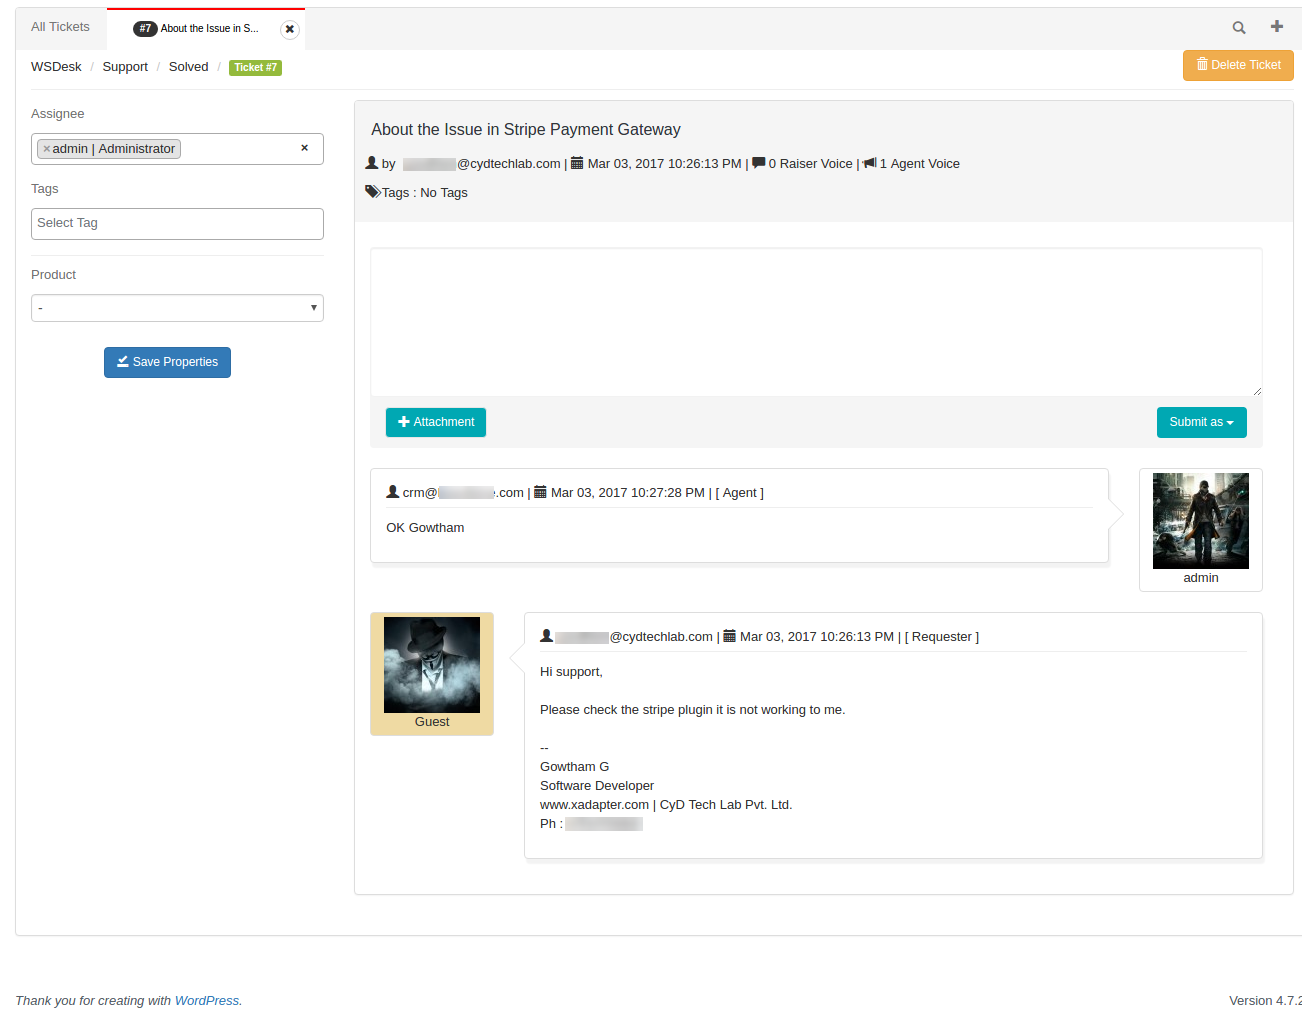 All Tickets
#7 About the Issue in S...
WSDesk / Support / Solved / Ticket #7
Delete Ticket
Assignee
×admin | Administrator ×
Tags
Select Tag
Product
-
Save Properties
About the Issue in Stripe Payment Gateway
by @cydtechlab.com | Mar 03, 2017 10:26:13 PM | 0 Raiser Voice | 1 Agent Voice
Tags : No Tags
Attachment
Submit as
crm@ .com | Mar 03, 2017 10:27:28 PM | [ Agent ]
OK Gowtham
admin
Guest
@cydtechlab.com | Mar 03, 2017 10:26:13 PM | [ Requester ]
Hi support,
Please check the stripe plugin it is not working to me.
--
Gowtham G
Software Developer
www.xadapter.com | CyD Tech Lab Pvt. Ltd.
Ph :
Thank you for creating with WordPress.
Version 4.7.2